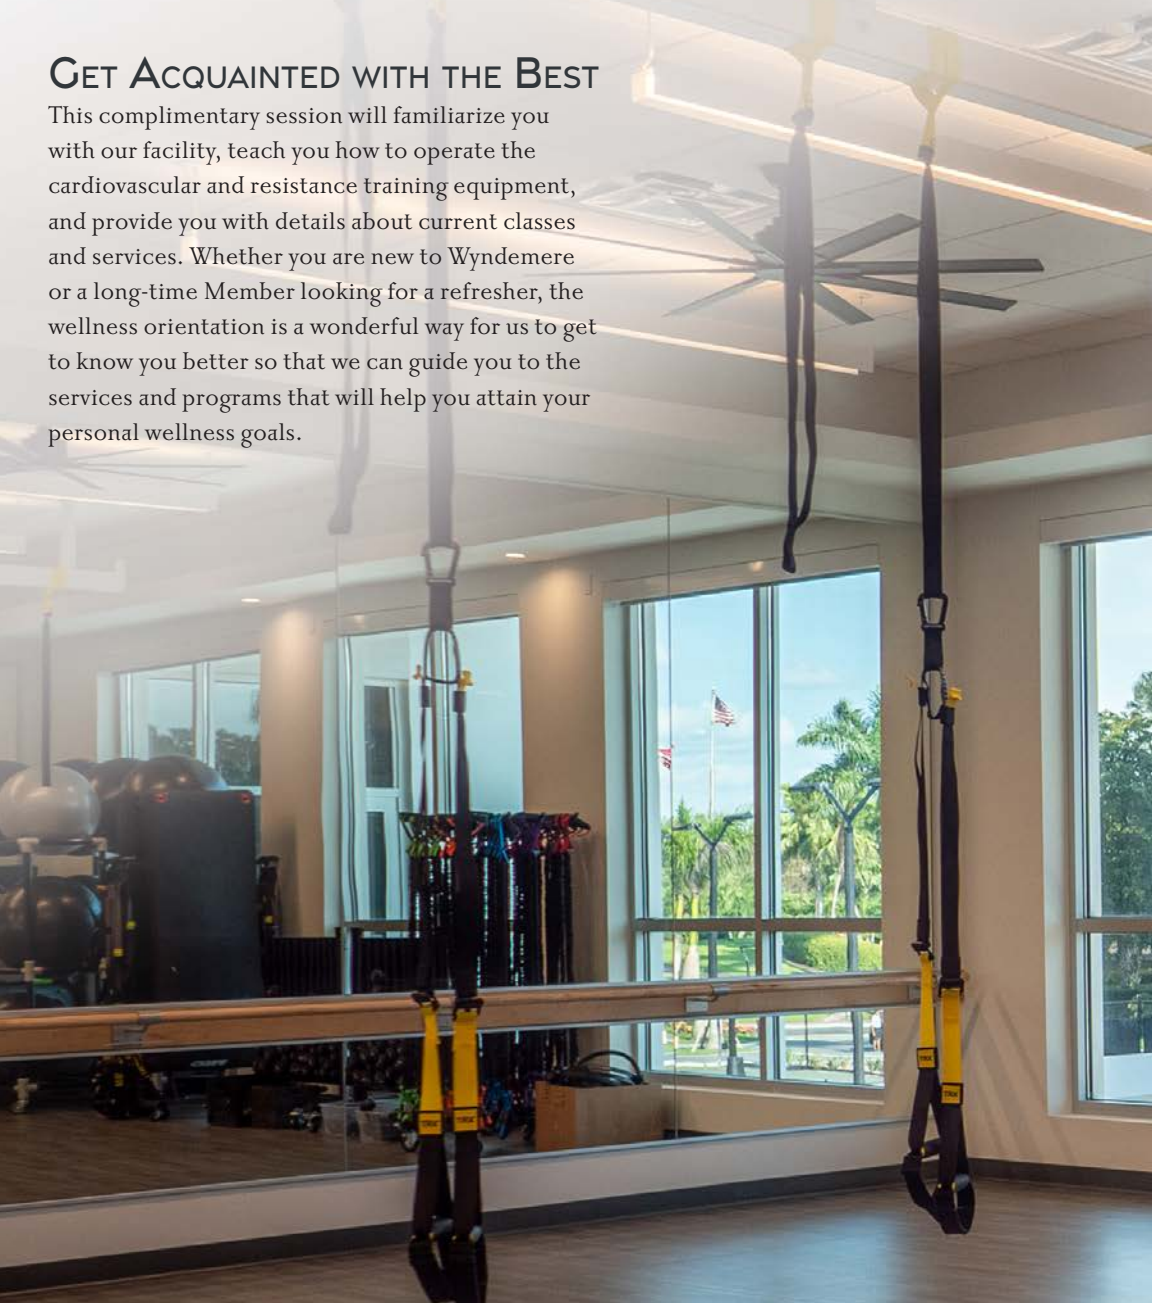 Get Acquainted with the Best
This complimentary session will familiarize you
with our facility, teach you how to operate the
cardiovascular and resistance training equipment,
and provide you with details about current classes
and services. Whether you are new to Wyndemere
or a long-time Member looking for a refresher, the
wellness orientation is a wonderful way for us to get
to know you better so that we can guide you to the
services and programs that will help you attain your
personal wellness goals.
TRX
TRX
TRX
TRX